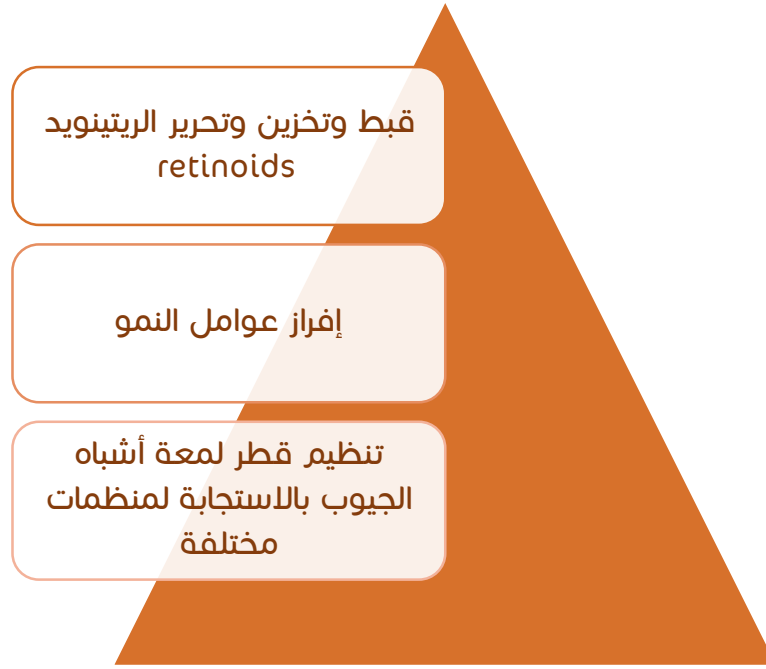 قبط وتخزين وتحرير الريتينويد
retinoids
إفراز عوامل النمو
تنظيم قطر لمعة أشباه
الجيوب بالاستجابة لمنظمات
مختلفة